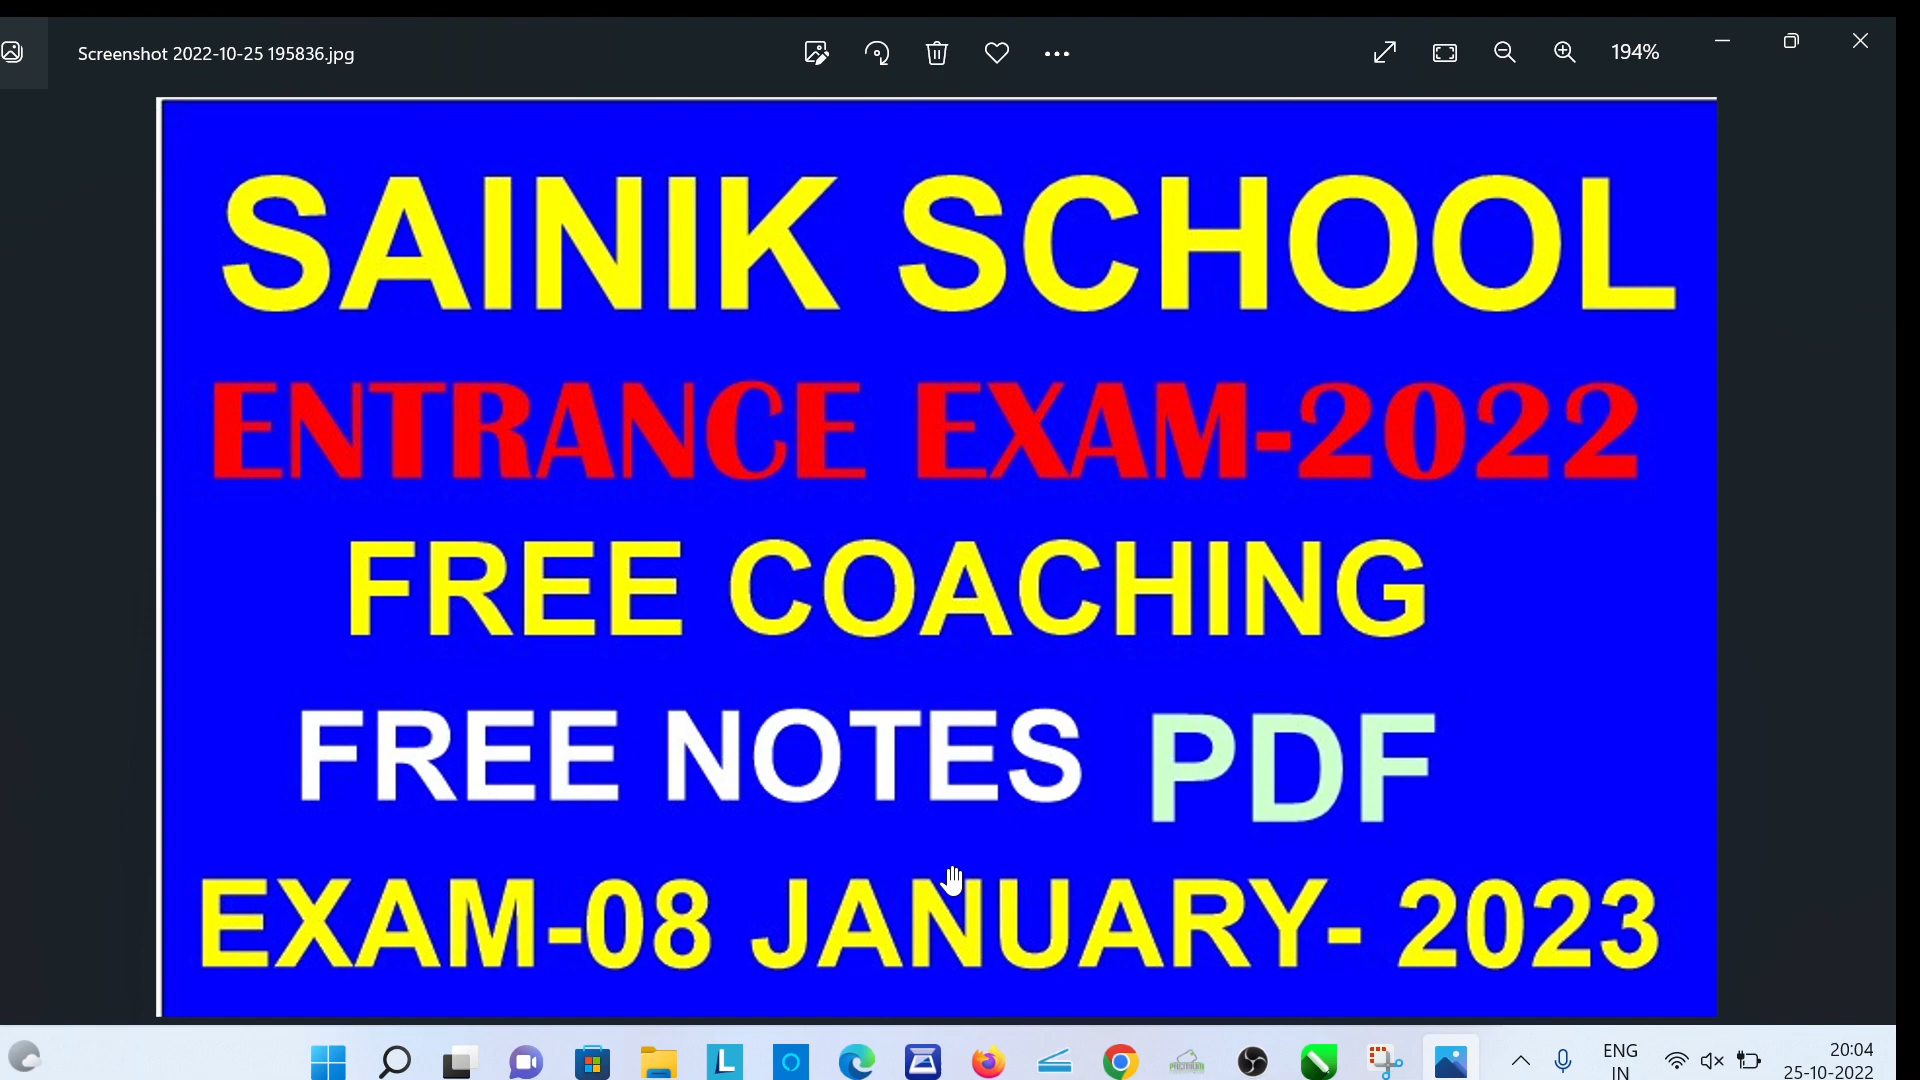 Screenshot 2022-10-25 195836.jpg
194%
SAINIK SCHOOL
ENTRANCE EXAM-2022
FREE COACHING
FREE NOTES PDF
EXAM-08 JANUARY- 2023
L
PREMIUM
ENG
IN
20:04
25-10-2022